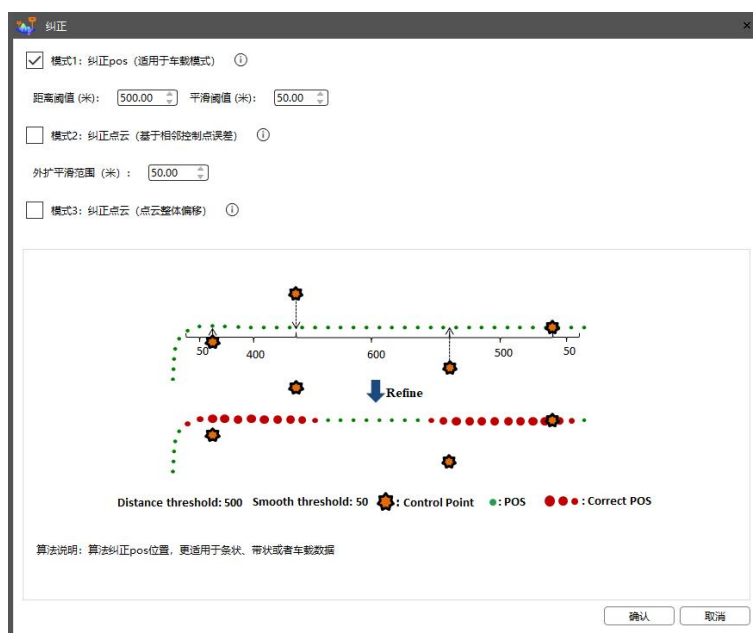 纠正
×
模式1：纠正pos（适用于车载模式） ⓘ
距离阈值 (米)： 500.00 平滑阈值 (米)： 50.00
模式2：纠正点云（基于相邻控制点误差） ⓘ
外扩平滑范围（米）： 50.00
模式3：纠正点云（点云整体偏移） ⓘ
50 400 600 500 50
Refine
Distance threshold: 500 Smooth threshold: 50 : Control Point : POS : Correct POS
算法说明：算法纠正pos位置，更适用于条状、带状或者车载数据
确认 取消